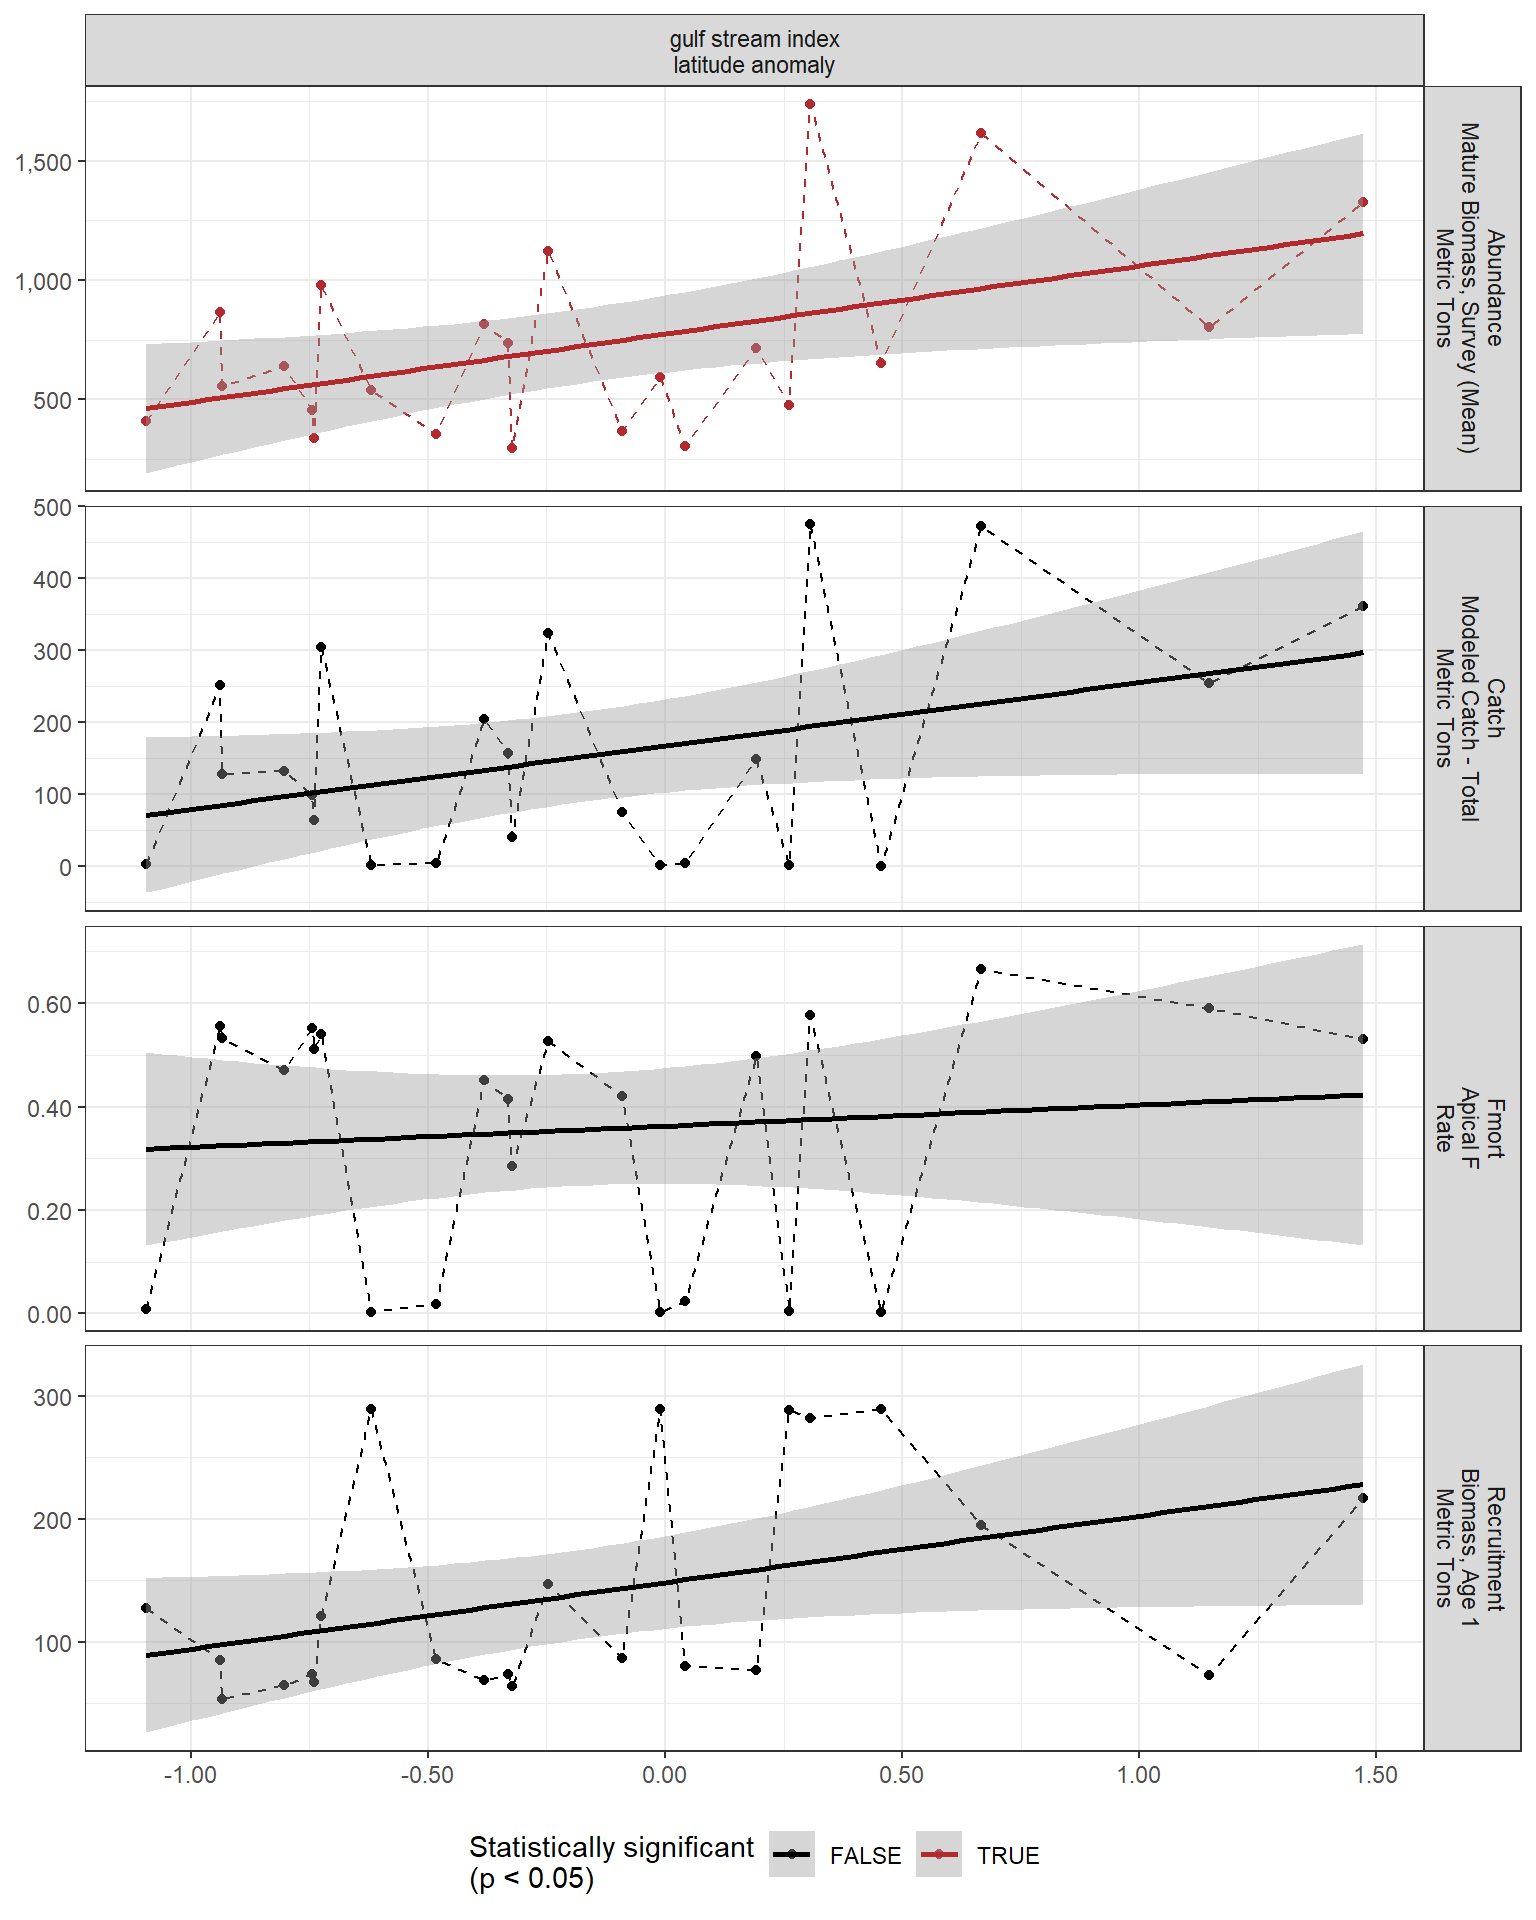 gulf stream index
latitude anomaly
1,500
1,000
500
Abundance
Mature Biomass, Survey (Mean)
Metric Tons
500
400
300
200
100
0
Catch
Modeled Catch - Total
Metric Tons
0.60
0.40
0.20
0.00
Fmort
Apical F
Rate
300
200
100
Recruitment
Biomass, Age 1
Metric Tons
-1.00 -0.50 0.00 0.50 1.00 1.50
Statistically significant
(p < 0.05)
FALSE TRUE